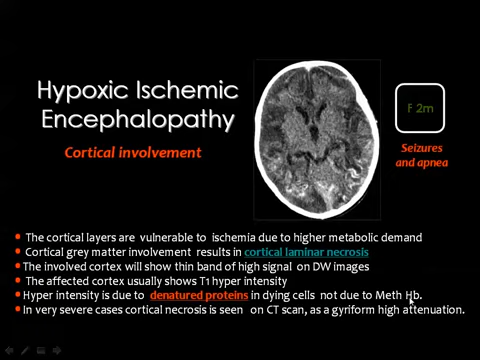 Hypoxic Ischemic
Encephalopathy
Cortical involvement
F 2m
Seizures
and apnea
The cortical layers are vulnerable to ischemia due to higher metabolic demand
Cortical grey matter involvement results in cortical laminar necrosis
The involved cortex will show thin band of high signal on DW images
The affected cortex usually shows T1 hyper intensity
Hyper intensity is due to denatured proteins in dying cells not due to Meth Hb.
In very severe cases cortical necrosis is seen on CT scan, as a gyriform high attenuation.